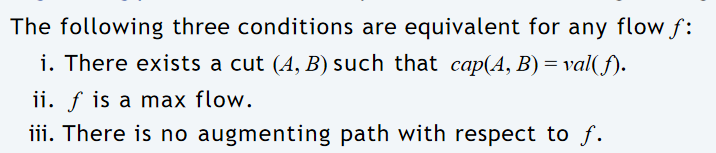 The following three conditions are equivalent for any flow f:
i. There exists a cut (A, B) such that cap(A, B) = val(f).
ii. f is a max flow.
iii. There is no augmenting path with respect to f.